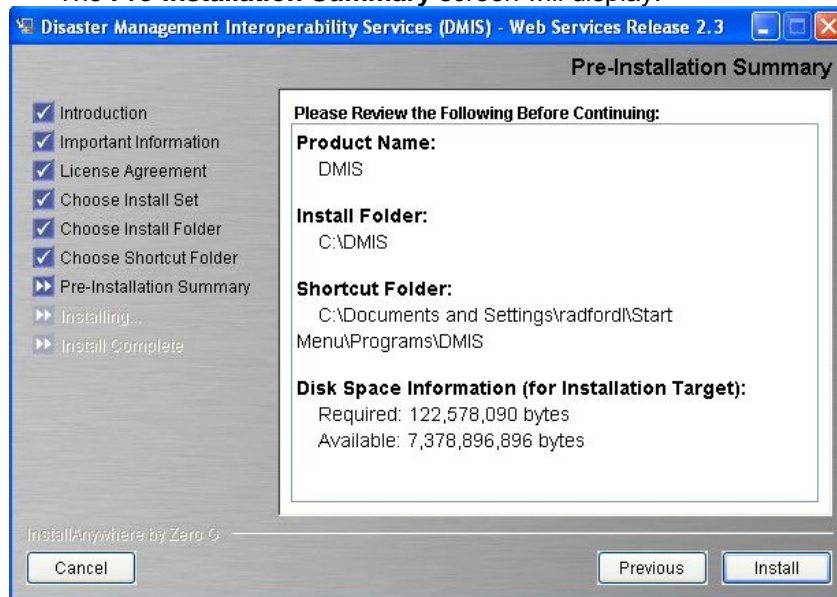 The Pre-Installation Summary screen will display.
Disaster Management Interoperability Services (DMIS) - Web Services Release 2.3
Pre-Installation Summary
Introduction
Important Information
License Agreement
Choose Install Set
Choose Install Folder
Choose Shortcut Folder
Pre-Installation Summary
Installing...
Install Complete
Please Review the Following Before Continuing:
Product Name:
DMIS
Install Folder:
C:\DMIS
Shortcut Folder:
C:\Documents and Settings\radfordl\Start
Menu\Programs\DMIS
Disk Space Information (for Installation Target):
Required: 122,578,090 bytes
Available: 7,378,896,896 bytes
InstallAnywhere by Zero G
Cancel
Previous
Install